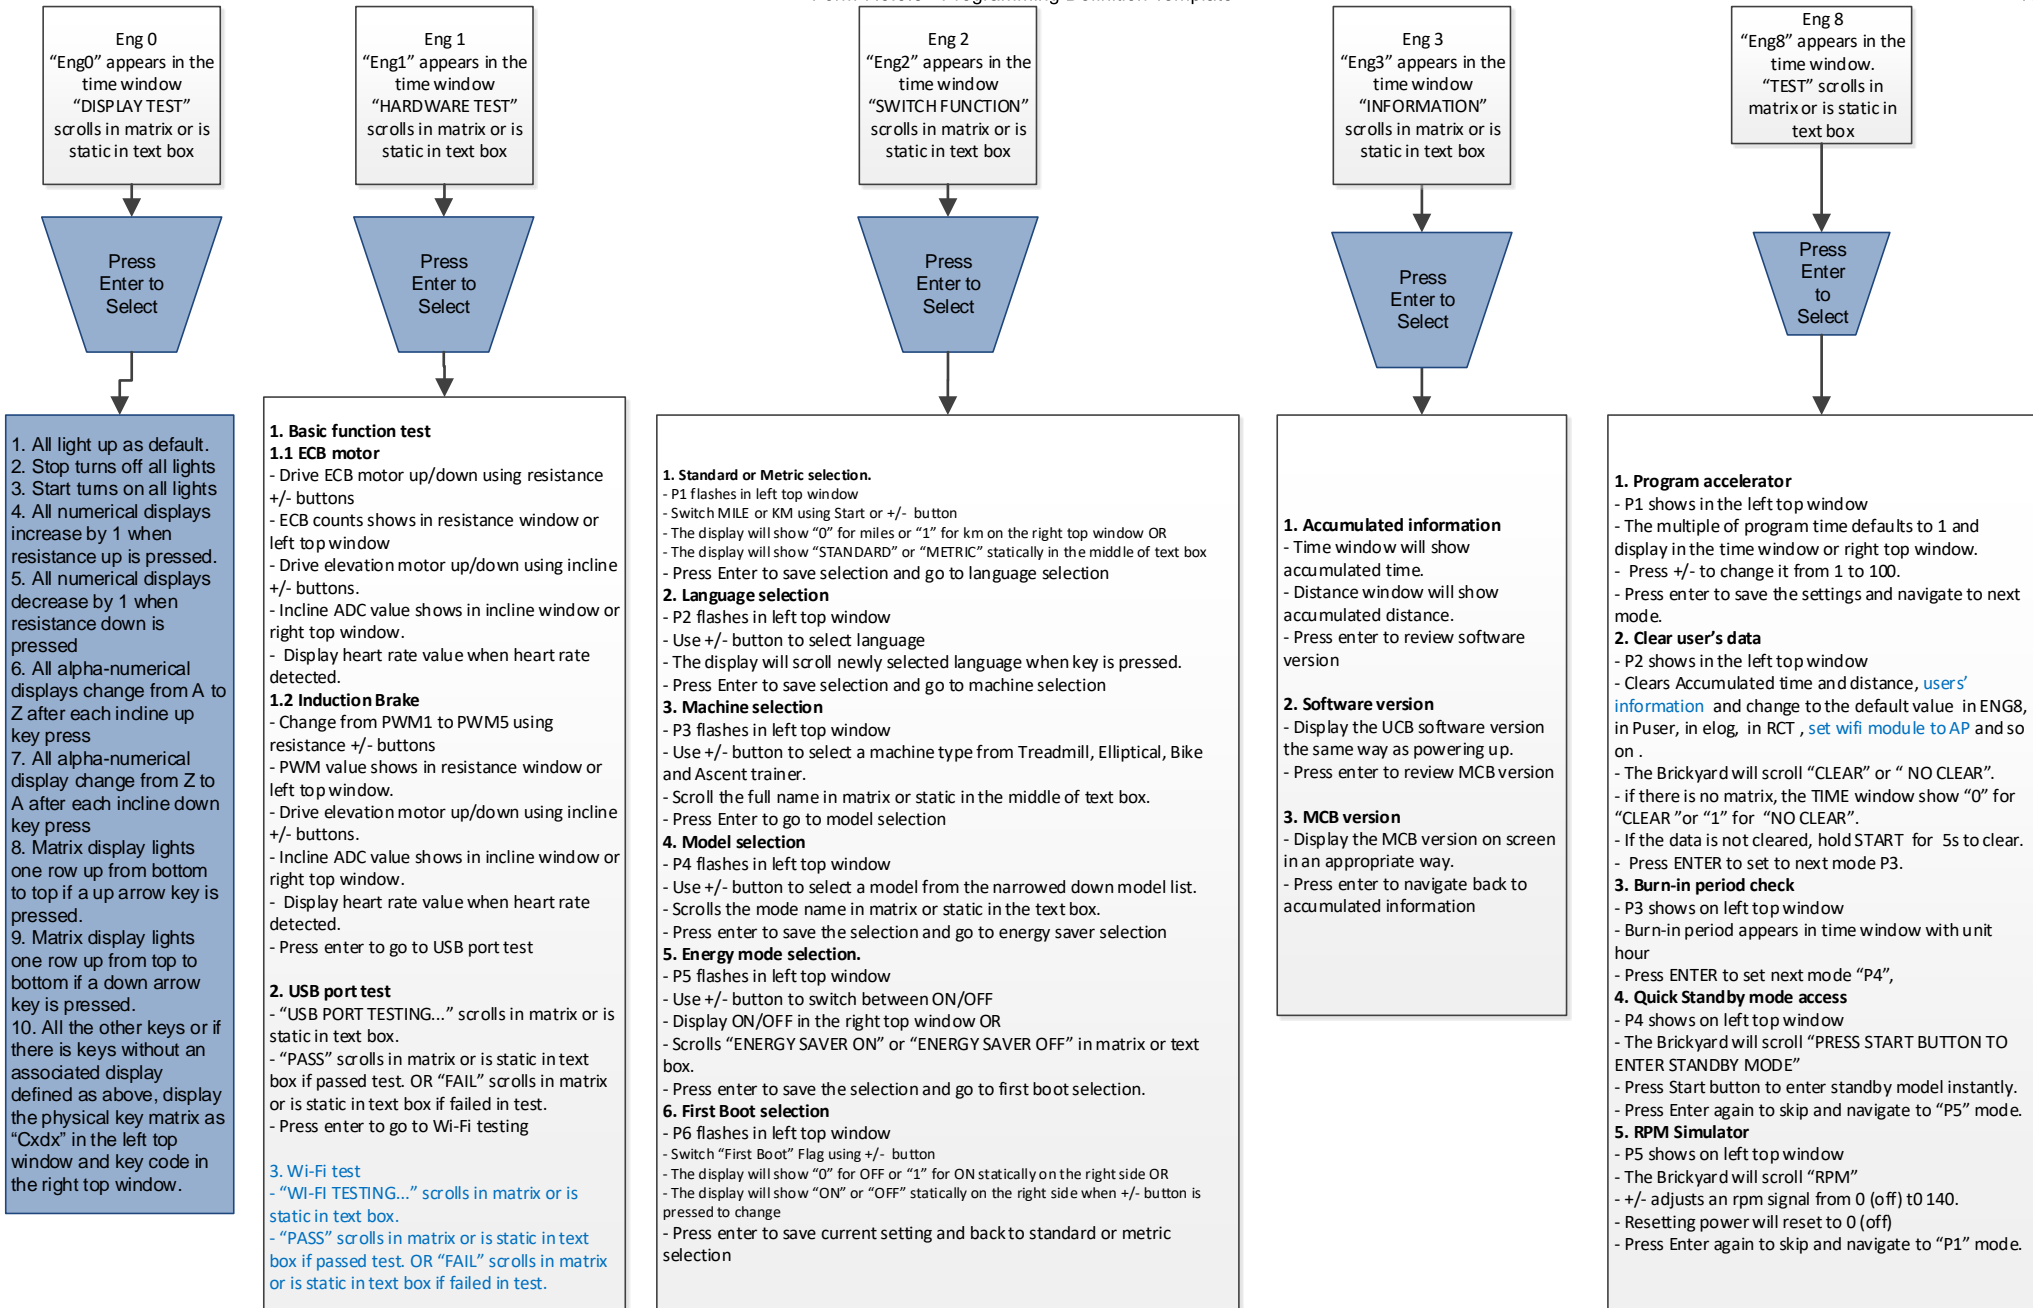 Eng 0
“Eng0” appears in the
time window
“DISPLAY TEST”
scrolls in matrix or is
static in text box
Press
Enter to
Select
1. All light up as default.
2. Stop turns off all lights
3. Start turns on all lights
4. All numerical displays
increase by 1 when
resistance up is pressed.
5. All numerical displays
decrease by 1 when
resistance down is
pressed
6. All alpha-numerical
displays change from A to
Z after each incline up
key press
7. All alpha-numerical
display change from Z to
A after each incline down
key press
8. Matrix display lights
one row up from bottom
to top if a up arrow key is
pressed.
9. Matrix display lights
one row up from top to
bottom if a down arrow
key is pressed.
10. All the other keys or if
there is keys without an
associated display
defined as above, display
the physical key matrix as
“Cxdx” in the left top
window and key code in
the right top window.
Eng 1
“Eng1” appears in the
time window
“HARDWARE TEST”
scrolls in matrix or is
static in text box
Press
Enter to
Select
1. Basic function test
1.1 ECB motor
- Drive ECB motor up/down using resistance
+/- buttons
- ECB counts shows in resistance window or
left top window
- Drive elevation motor up/down using incline
+/- buttons.
- Incline ADC value shows in incline window or
right top window.
- Display heart rate value when heart rate
detected.
1.2 Induction Brake
- Change from PWM1 to PWM5 using
resistance +/- buttons
- PWM value shows in resistance window or
left top window.
- Drive elevation motor up/down using incline
+/- buttons.
- Incline ADC value shows in incline window or
right top window.
- Display heart rate value when heart rate
detected.
- Press enter to go to USB port test
2. USB port test
- “USB PORT TESTING...” scrolls in matrix or is
static in text box.
- “PASS” scrolls in matrix or is static in text
box if passed test. OR “FAIL” scrolls in matrix
or is static in text box if failed in test.
- Press enter to go to Wi-Fi testing
3. Wi-Fi test
- “WI-FI TESTING...” scrolls in matrix or is
static in text box.
- “PASS” scrolls in matrix or is static in text
box if passed test. OR “FAIL” scrolls in matrix
or is static in text box if failed in test.
Eng 2
“Eng2” appears in the
time window
“SWITCH FUNCTION”
scrolls in matrix or is
static in text box
Press
Enter to
Select
1. Standard or Metric selection.
- P1 flashes in left top window
- Switch MILE or KM using Start or +/- button
- The display will show “0” for miles or “1” for km on the right top window OR
- The display will show “STANDARD” or “METRIC” statically in the middle of text box
- Press Enter to save selection and go to language selection
2. Language selection
- P2 flashes in left top window
- Use +/- button to select language
- The display will scroll newly selected language when key is pressed.
- Press Enter to save selection and go to machine selection
3. Machine selection
- P3 flashes in left top window
- Use +/- button to select a machine type from Treadmill, Elliptical, Bike
and Ascent trainer.
- Scroll the full name in matrix or static in the middle of text box.
- Press Enter to go to model selection
4. Model selection
- P4 flashes in left top window
- Use +/- button to select a model from the narrowed down model list.
- Scrolls the mode name in matrix or static in the text box.
- Press enter to save the selection and go to energy saver selection
5. Energy mode selection.
- P5 flashes in left top window
- Use +/- button to switch between ON/OFF
- Display ON/OFF in the right top window OR
- Scrolls “ENERGY SAVER ON” or “ENERGY SAVER OFF” in matrix or text
box.
- Press enter to save the selection and go to first boot selection.
6. First Boot selection
- P6 flashes in left top window
- Switch “First Boot” Flag using +/- button
- The display will show “0” for OFF or “1” for ON statically on the right side OR
- The display will show “ON” or “OFF” statically on the right side when +/- button is
pressed to change
- Press enter to save current setting and back to standard or metric
selection
Eng 3
“Eng3” appears in the
time window
“INFORMATION”
scrolls in matrix or is
static in text box
Press
Enter to
Select
1. Accumulated information
- Time window will show
accumulated time.
- Distance window will show
accumulated distance.
- Press enter to review software
version
2. Software version
- Display the UCB software version
the same way as powering up.
- Press enter to review MCB version
3. MCB version
- Display the MCB version on screen
in an appropriate way.
- Press enter to navigate back to
accumulated information
Eng 8
“Eng8” appears in the
time window.
“TEST” scrolls in
matrix or is static in
text box
Press
Enter
to
Select
1. Program accelerator
- P1 shows in the left top window
- The multiple of program time defaults to 1 and
display in the time window or right top window.
- Press +/- to change it from 1 to 100.
- Press enter to save the settings and navigate to next
mode.
2. Clear user’s data
- P2 shows in the left top window
- Clears Accumulated time and distance, users’
information and change to the default value in ENG8,
in Puser, in elog, in RCT , set wifi module to AP and so
on .
- The Brickyard will scroll “CLEAR” or “ NO CLEAR”.
- if there is no matrix, the TIME window show “0” for
“CLEAR ”or “1” for “NO CLEAR”.
- If the data is not cleared, hold START for 5s to clear.
- Press ENTER to set to next mode P3.
3. Burn-in period check
- P3 shows on left top window
- Burn-in period appears in time window with unit
hour
- Press ENTER to set next mode “P4”,
4. Quick Standby mode access
- P4 shows on left top window
- The Brickyard will scroll “PRESS START BUTTON TO
ENTER STANDBY MODE”
- Press Start button to enter standby model instantly.
- Press Enter again to skip and navigate to “P5” mode.
5. RPM Simulator
- P5 shows on left top window
- The Brickyard will scroll “RPM”
- +/- adjusts an rpm signal from 0 (off) t0 140.
- Resetting power will reset to 0 (off)
- Press Enter again to skip and navigate to “P1” mode.